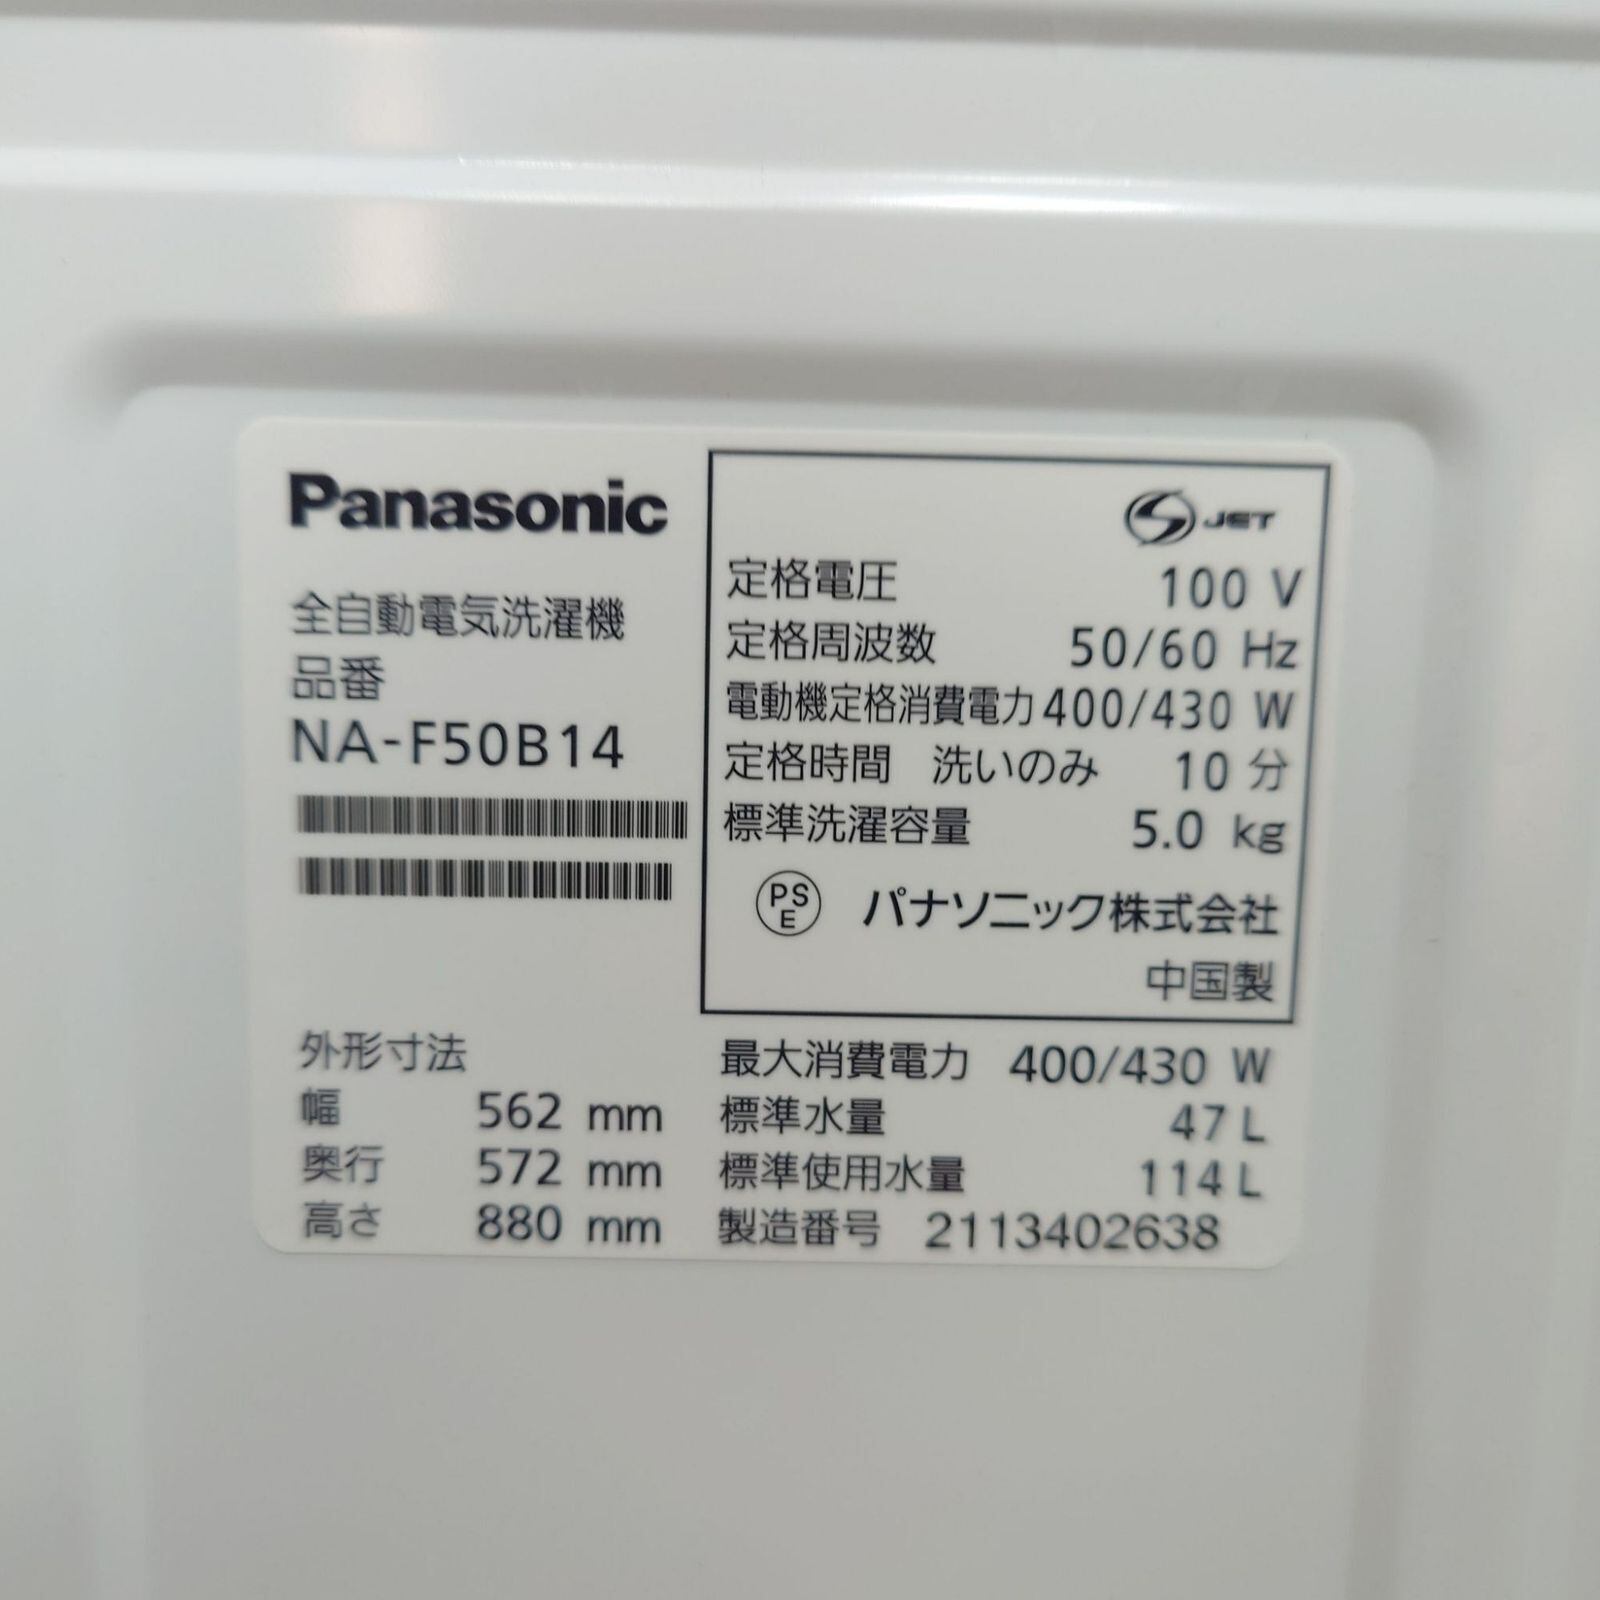 Panasonic
全自動電気洗濯機
品番
NA-F50B14
JET
定格電圧 100 V
定格周波数 50/60 Hz
電動機定格消費電力 400/430 W
定格時間 洗いのみ 10 分
標準洗濯容量 5.0 kg
PS
E
パナソニック株式会社
中国製
外形寸法
幅 562 mm
奥行 572 mm
高さ 880 mm
最大消費電力 400/430 W
標準水量 47 L
標準使用水量 114 L
製造番号 2113402638